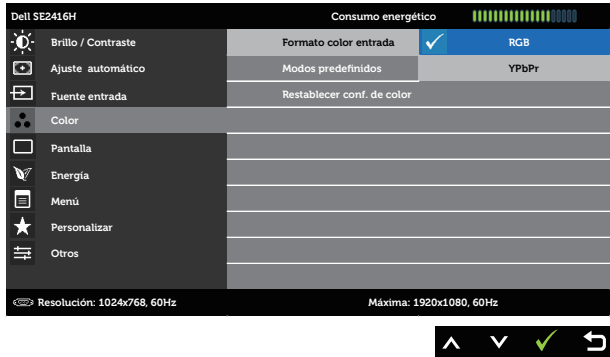 Dell SE2416H Consumo energético
Brillo / Contraste Formato color entrada RGB
Ajuste automático Modos predefinidos YPbPr
Fuente entrada Restablecer conf. de color
Color
Pantalla
Energía
Menú
Personalizar
Otros
Resolución: 1024x768, 60Hz Máxima: 1920x1080, 60Hz